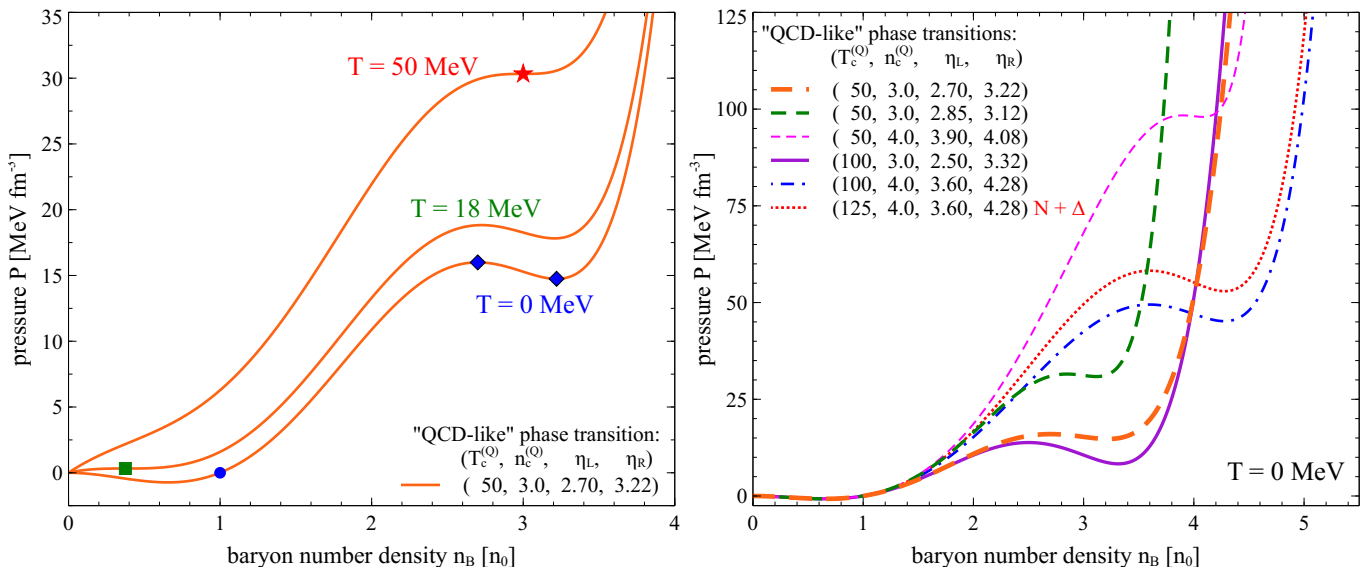 pressure P [MeV fm⁻³]
35
30
25
20
15
10
5
0
T = 50 MeV
T = 18 MeV
T = 0 MeV
"QCD-like" phase transition:
(T_c^(Q), n_c^(Q), η_L, η_R)
( 50, 3.0, 2.70, 3.22)
0 1 2 3 4
baryon number density n_B [n_0]
pressure P [MeV fm⁻³]
125
100
75
50
25
0
"QCD-like" phase transitions:
(T_c^(Q), n_c^(Q), η_L, η_R)
( 50, 3.0, 2.70, 3.22)
( 50, 3.0, 2.85, 3.12)
( 50, 4.0, 3.90, 4.08)
(100, 3.0, 2.50, 3.32)
(100, 4.0, 3.60, 4.28)
(125, 4.0, 3.60, 4.28) N + Δ
T = 0 MeV
0 1 2 3 4 5
baryon number density n_B [n_0]